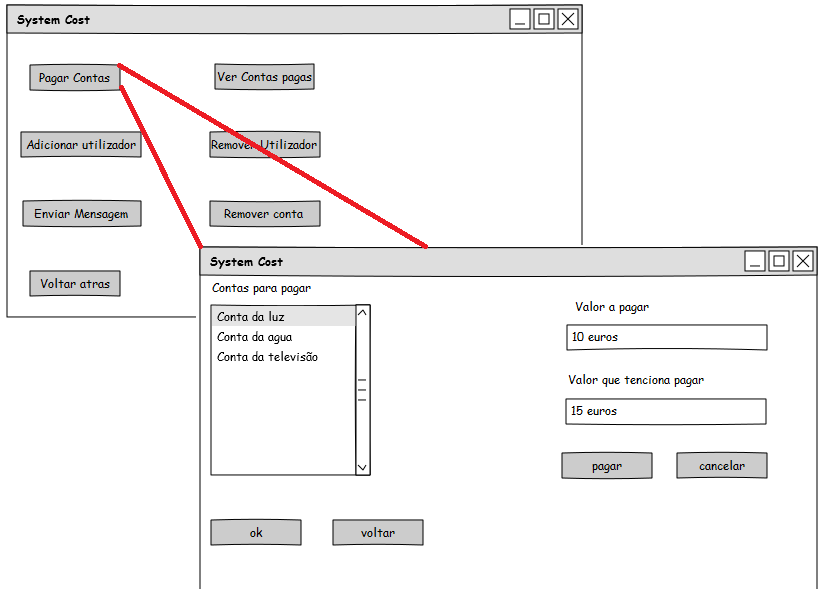 System Cost
Pagar Contas
Ver Contas pagas
Adicionar utilizador
Remover Utilizador
Enviar Mensagem
Remover conta
Voltar atras
System Cost
Contas para pagar
Conta da luz
Conta da agua
Conta da televisão
Valor a pagar
10 euros
Valor que tenciona pagar
15 euros
pagar
cancelar
ok
voltar